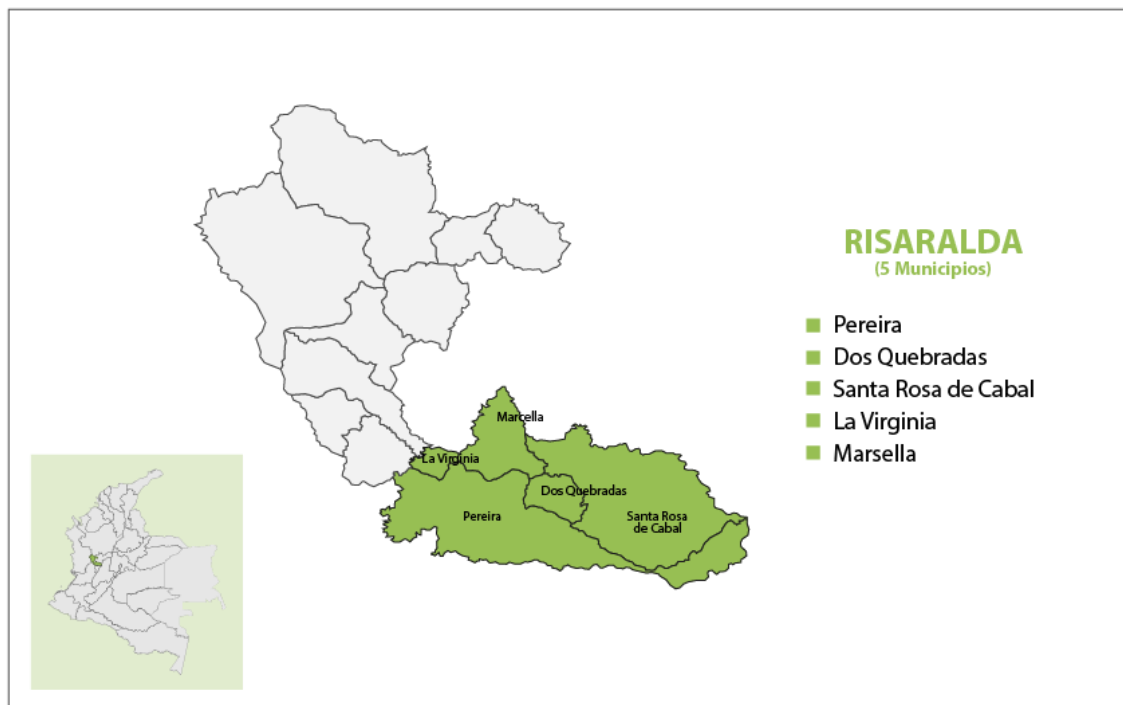 RISARALDA
(5 Municipios)
Pereira
Dos Quebradas
Santa Rosa de Cabal
La Virginia
Marsella
Marcella
La Virginia
Dos Quebradas
Pereira
Santa Rosa
de Cabal